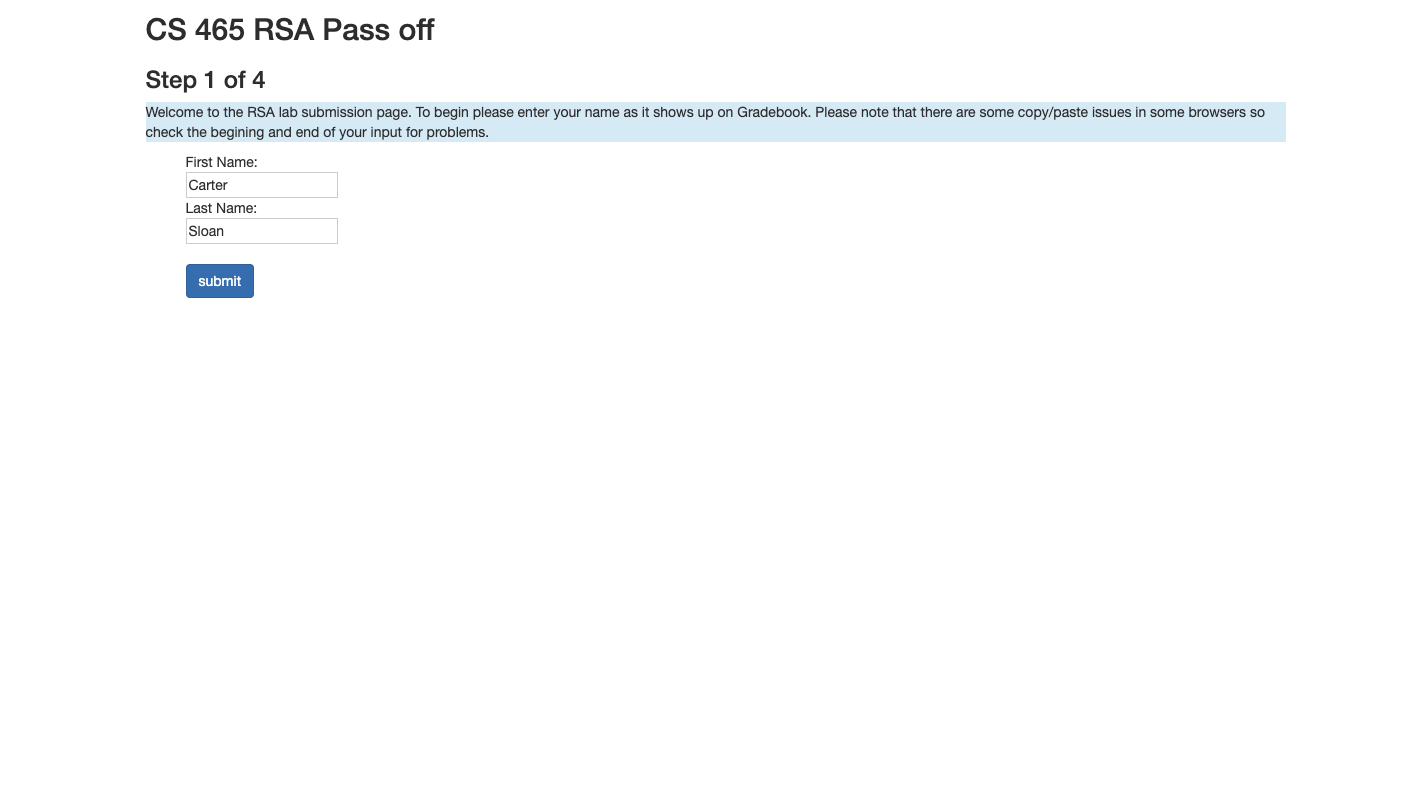 CS 465 RSA Pass off
Step 1 of 4
Welcome to the RSA lab submission page. To begin please enter your name as it shows up on Gradebook. Please note that there are some copy/paste issues in some browsers so
check the begining and end of your input for problems.
First Name:
Carter
Last Name:
Sloan
submit